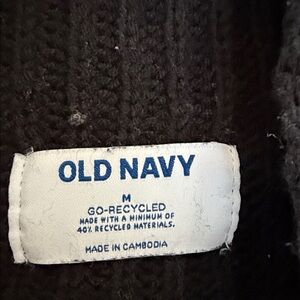 OLD NAVY
M
GO-RECYCLED
MADE WITH A MINIMUM OF
40% RECYCLED MATERIALS.
MADE IN CAMBODIA